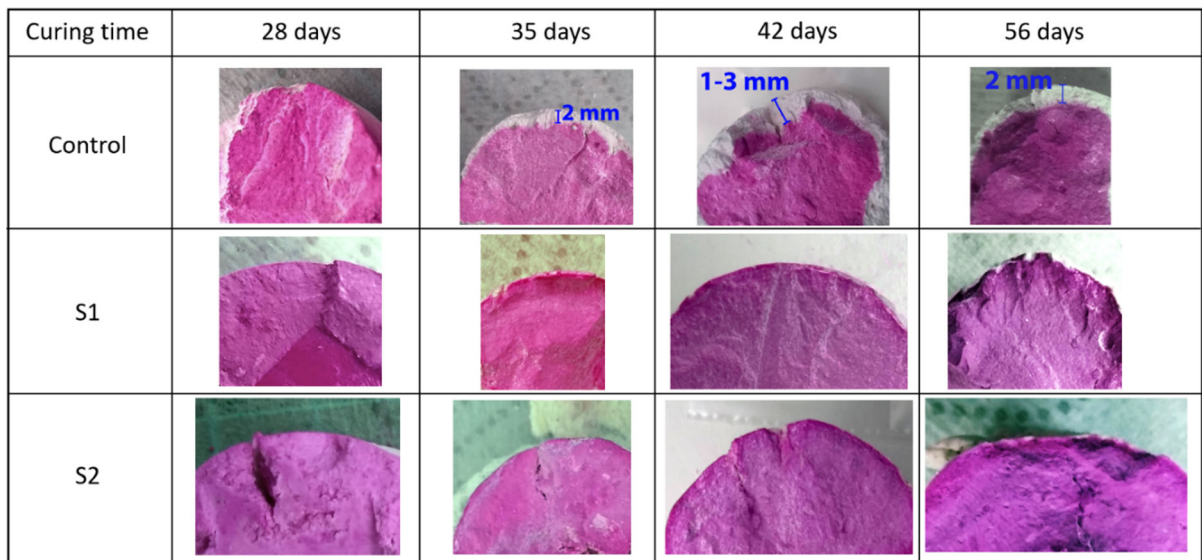 Curing time 28 days 35 days 42 days 56 days
Control 2 mm 1-3 mm 2 mm
S1
S2